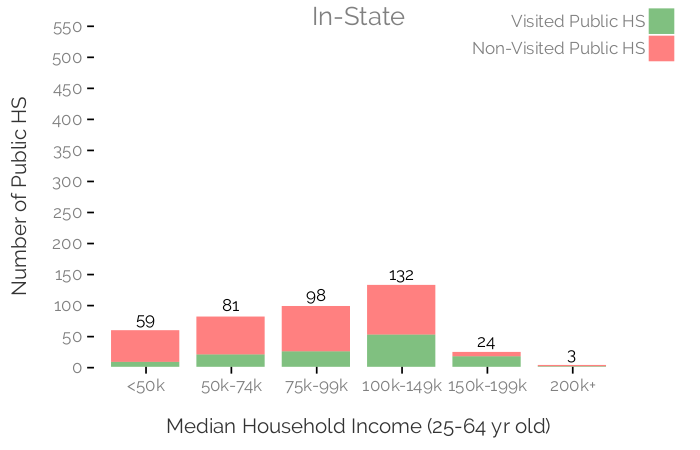 In-State
Visited Public HS
Non-Visited Public HS
Number of Public HS
550
500
450
400
350
300
250
200
150
100
50
0
59
81
98
132
24
3
<50k
50k-74k
75k-99k
100k-149k
150k-199k
200k+
Median Household Income (25-64 yr old)